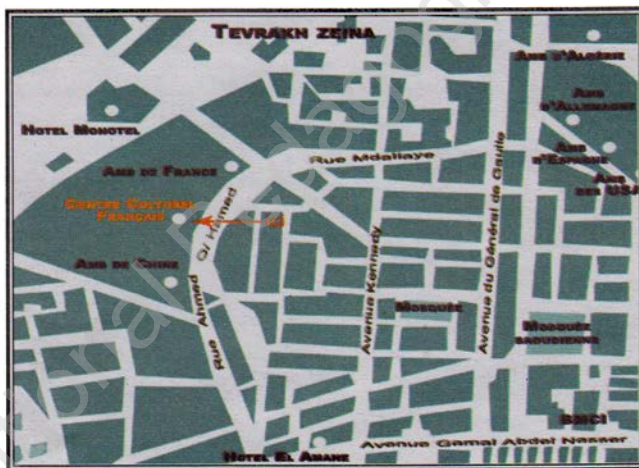 TEVRAKH ZEINA
AMB D'ALGÉRIE
AMB
D'ALLEMAGNE
HOTEL MONOTEL
AMB
D'ESPAGNE
AMB
DES USA
Rue Mdallaye
AMB DE FRANCE
CENTRE CULTUREL
FRANÇAIS
AMB DE CHINE
Rue Ahmed Ol Hamed
Avenue Kennedy
Avenue du Général de Gaulle
MOSQUÉE
MOSQUÉE
SAOUDIENNE
BMCI
Avenue Gamal Abdel Nasser
HOTEL EL AMANE